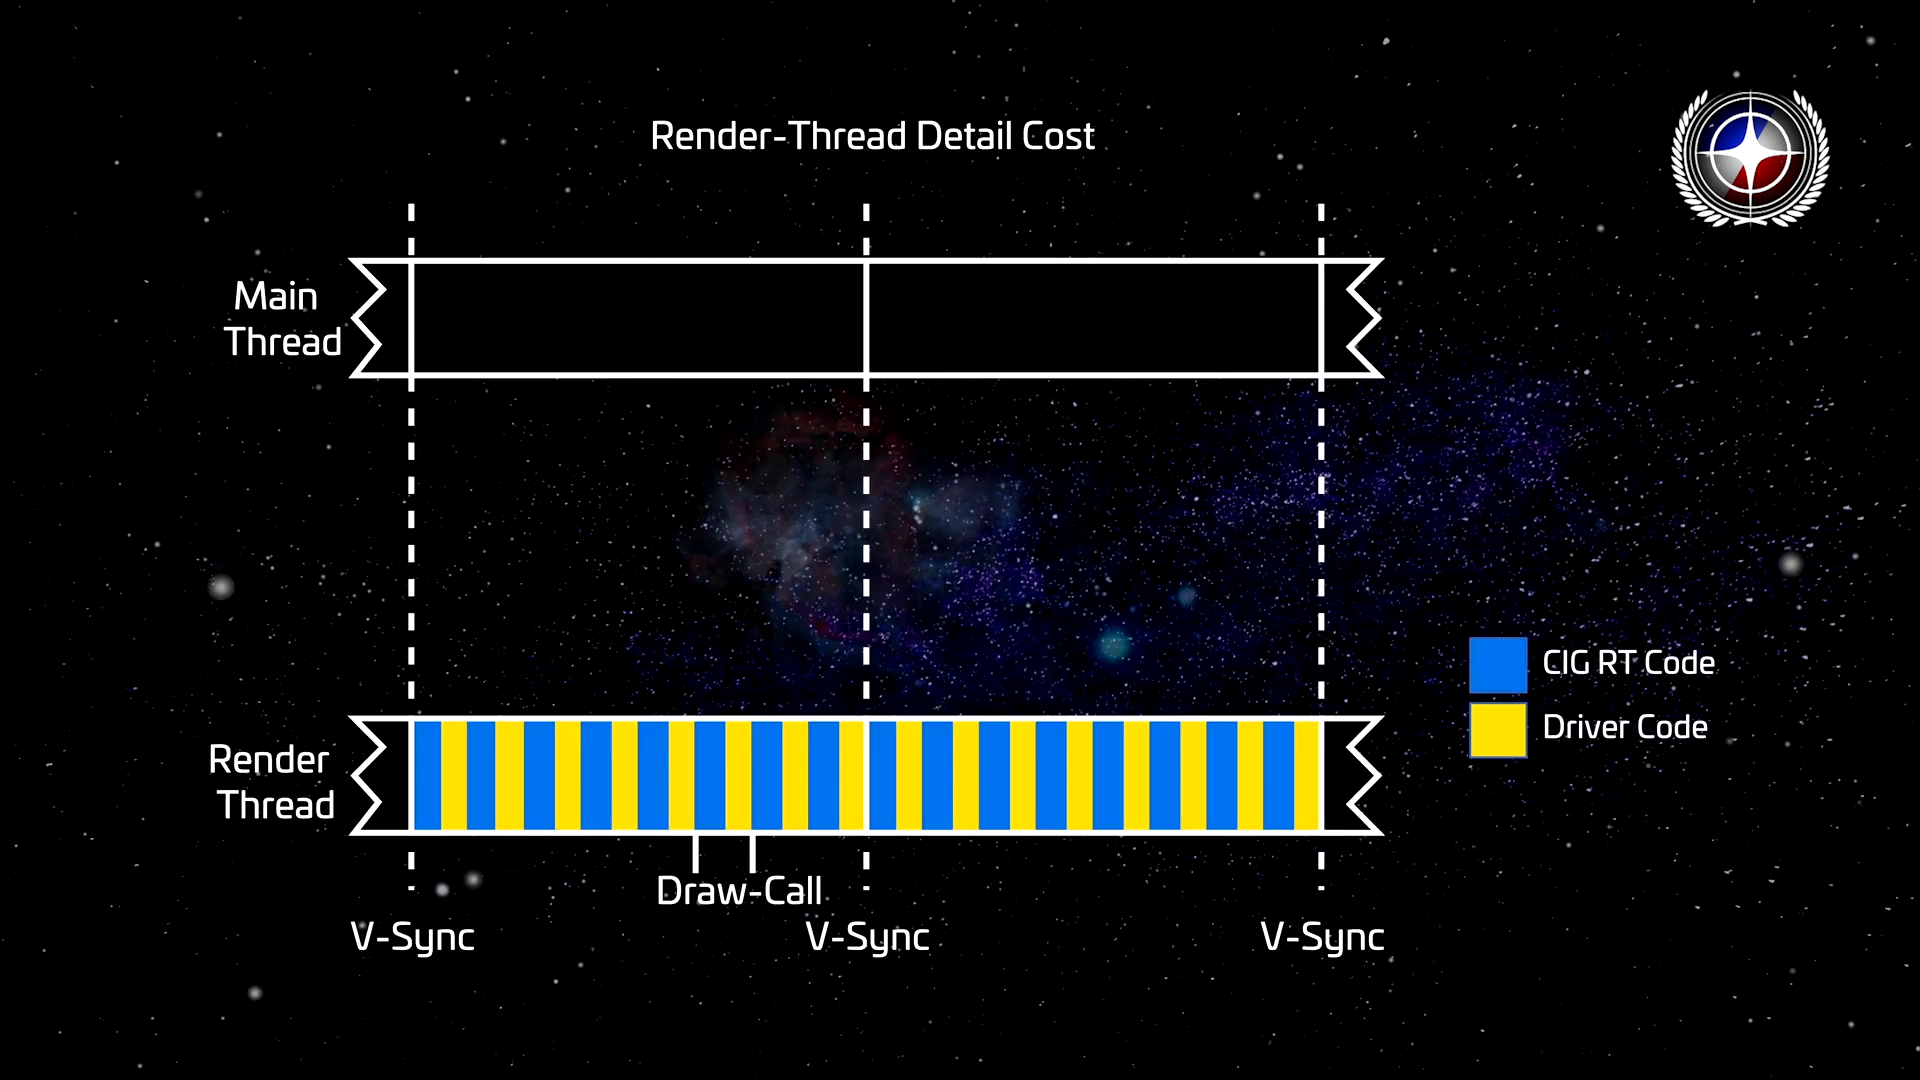 Render-Thread Detail Cost
Main
Thread
CIG RT Code
Driver Code
Render
Thread
Draw-Call
V-Sync
V-Sync
V-Sync